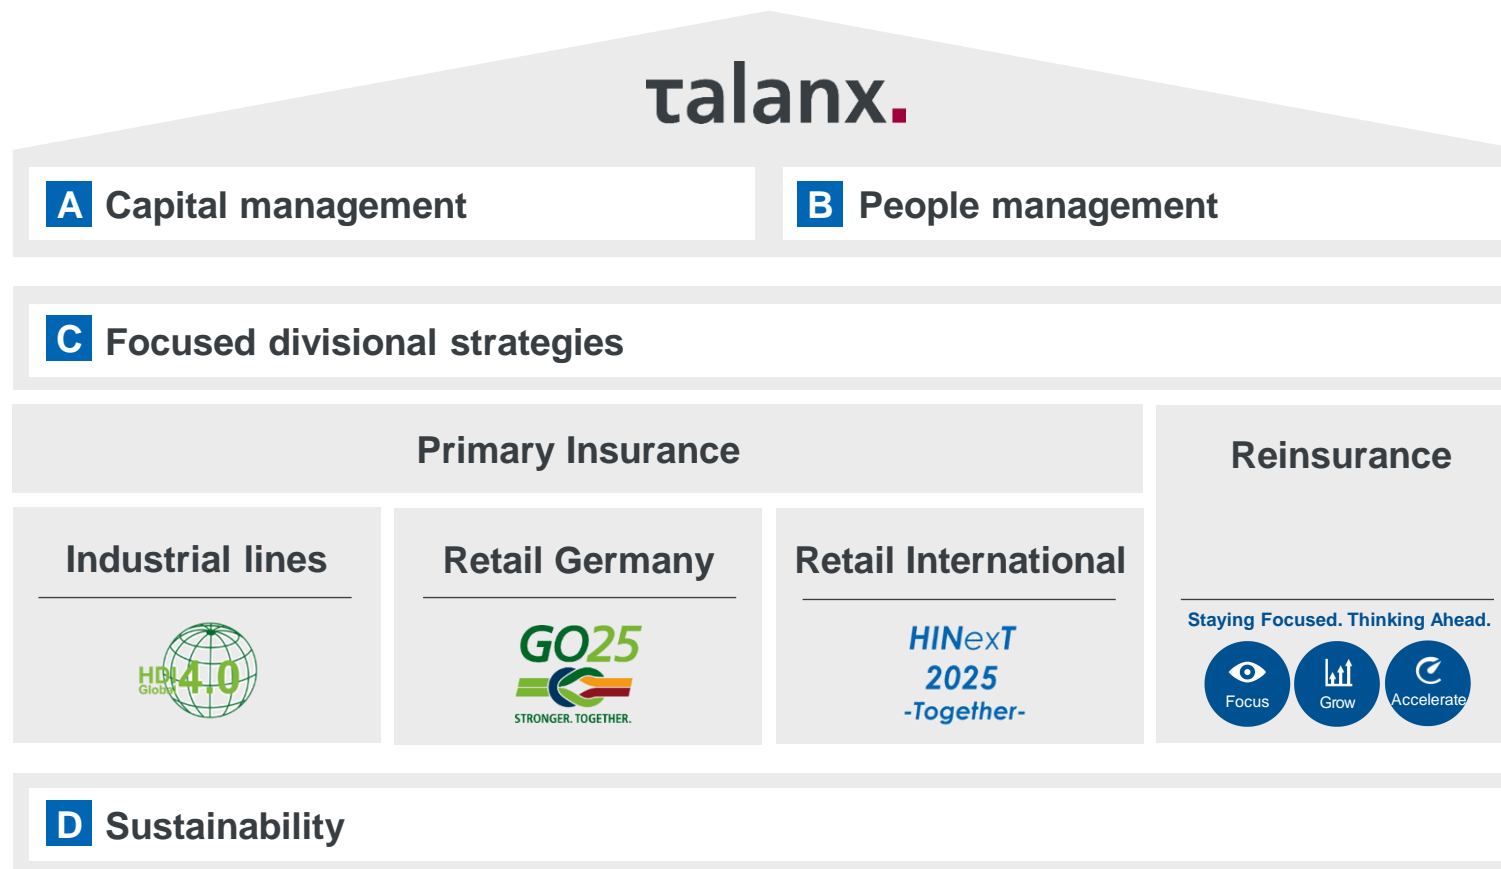 talanx.
A Capital management
B People management
C Focused divisional strategies
Primary Insurance
Reinsurance
Industrial lines
Retail Germany
Retail International
HDI
Global
4.0
GO25
STRONGER. TOGETHER.
HINexT
2025
-Together-
Staying Focused. Thinking Ahead.
Focus
Grow
Accelerate
D Sustainability